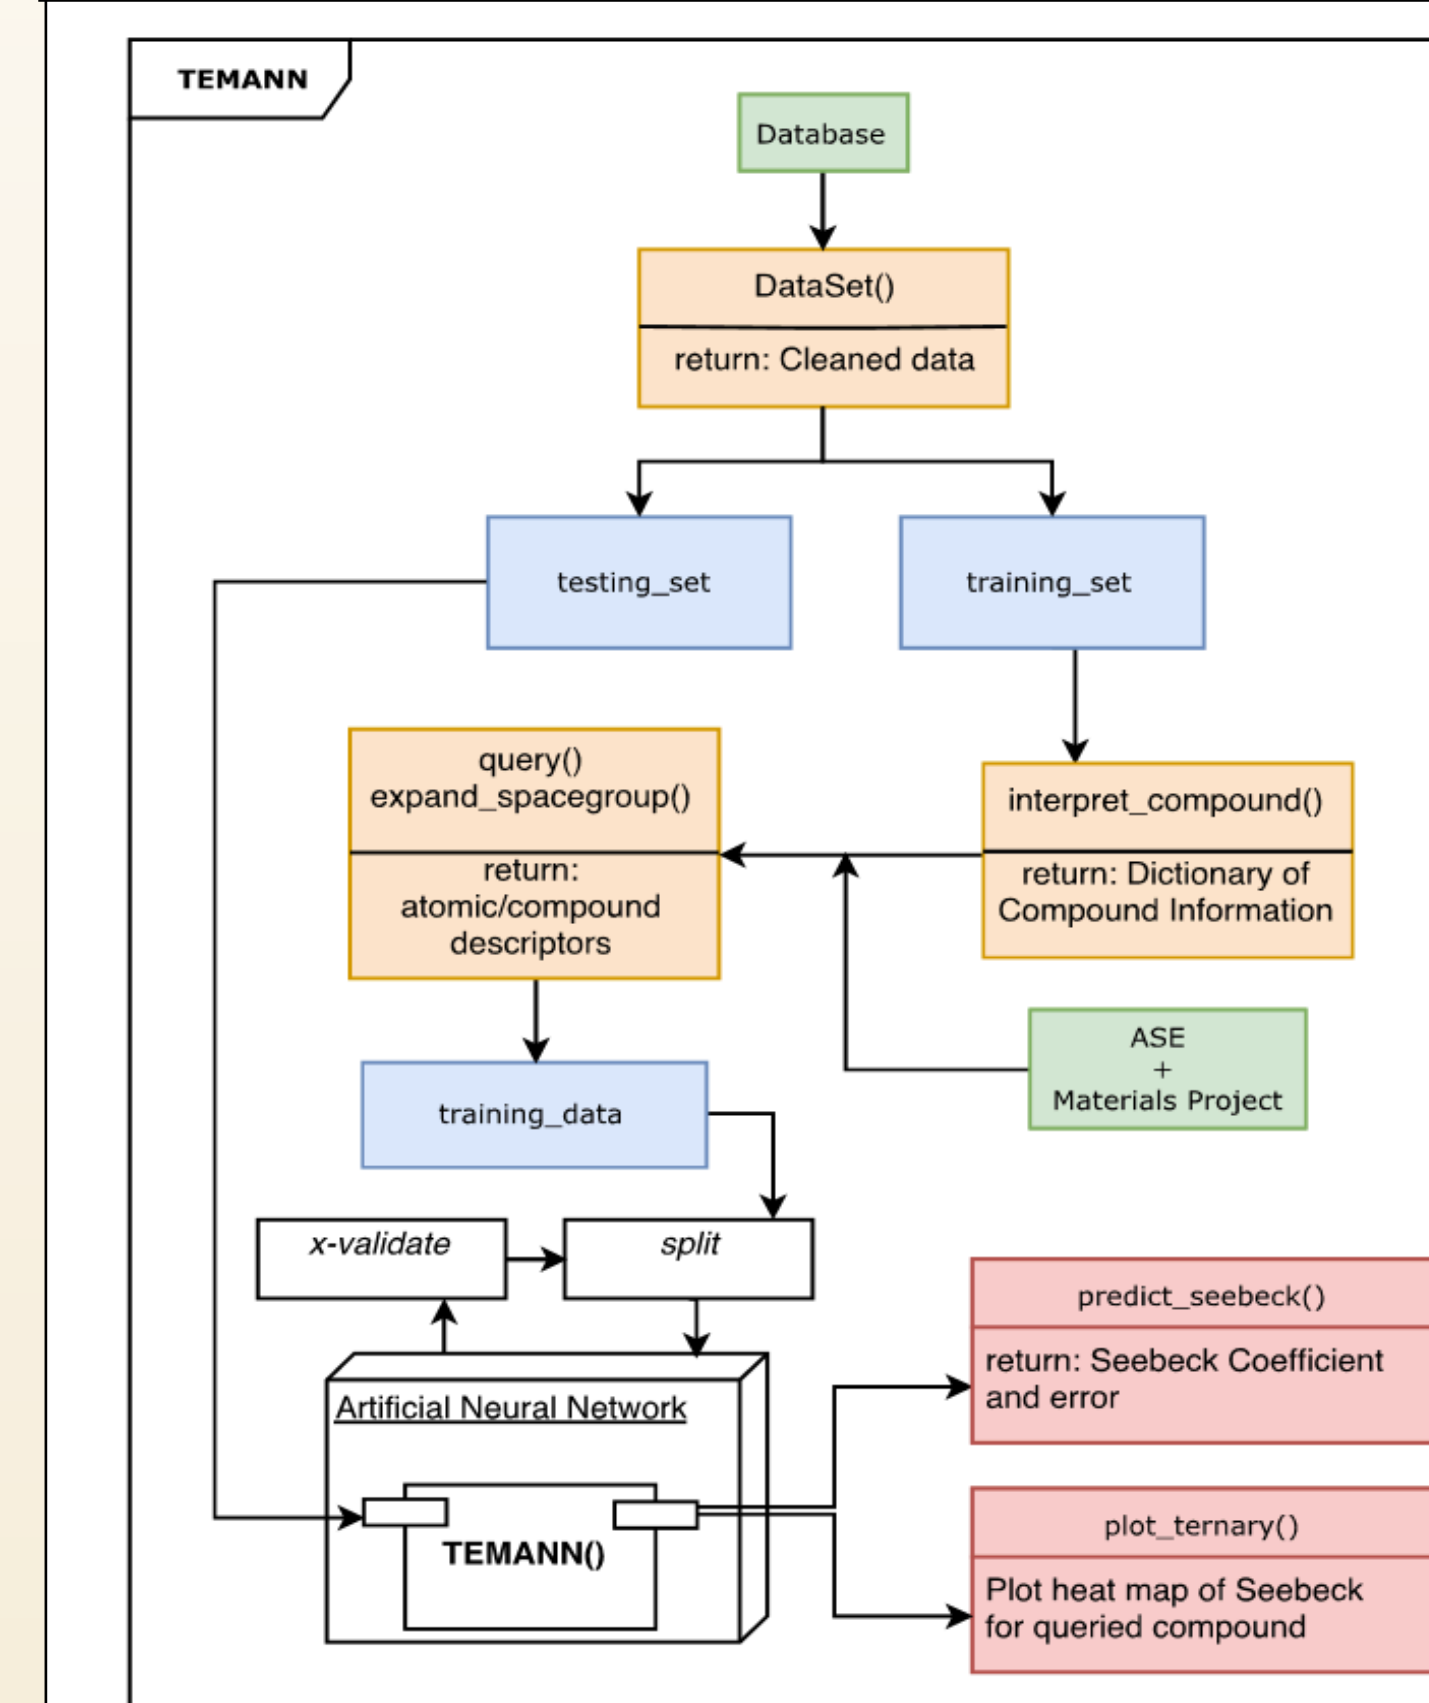 TEMANN
Database
DataSet()
return: Cleaned data
testing_set
training_set
query()
expand_spacegroup()
return:
atomic/compound
descriptors
interpret_compound()
return: Dictionary of
Compound Information
ASE
+
Materials Project
training_data
x-validate
split
Artificial Neural Network
TEMANN()
predict_seebeck()
return: Seebeck Coefficient
and error
plot_ternary()
Plot heat map of Seebeck
for queried compound